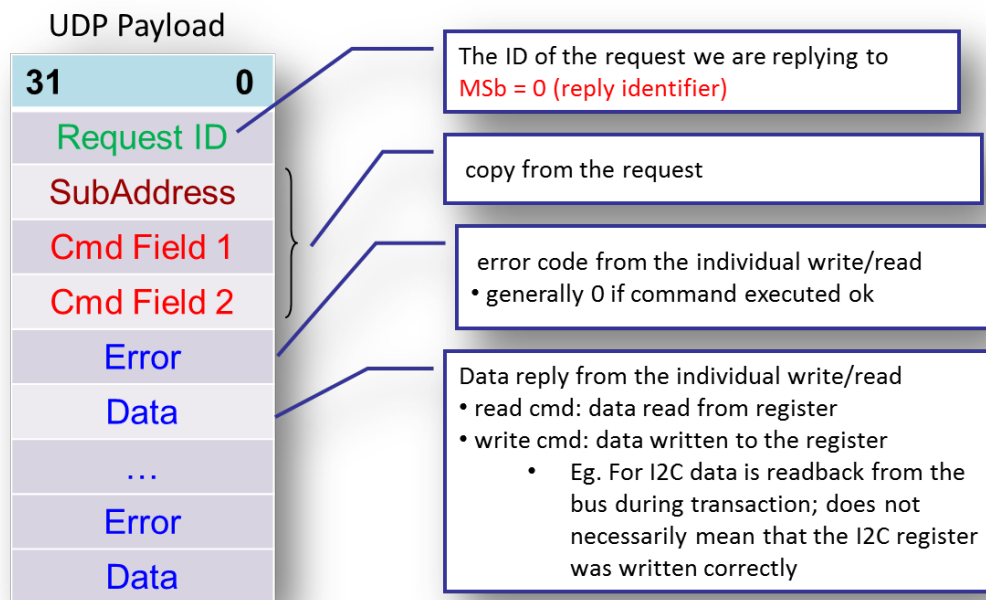 UDP Payload
31 0
Request ID
SubAddress
Cmd Field 1
Cmd Field 2
Error
Data
...
Error
Data
The ID of the request we are replying to
MSb = 0 (reply identifier)
copy from the request
error code from the individual write/read
• generally 0 if command executed ok
Data reply from the individual write/read
• read cmd: data read from register
• write cmd: data written to the register
• Eg. For I2C data is readback from the
bus during transaction; does not
necessarily mean that the I2C register
was written correctly